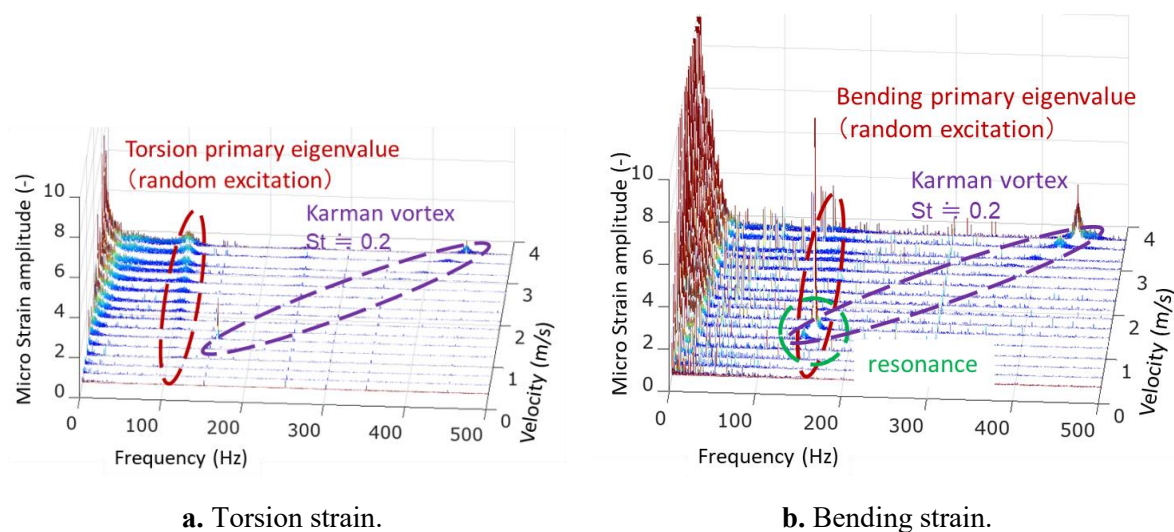 Torsion primary eigenvalue
（random excitation）
Karman vortex
St ≒ 0.2
Micro Strain amplitude (-)
10
8
6
4
2
0
0
100
200
300
400
500
Frequency (Hz)
4
3
2
1
0
Velocity (m/s)
a. Torsion strain.
Bending primary eigenvalue
（random excitation）
Karman vortex
St ≒ 0.2
resonance
Micro Strain amplitude (-)
10
8
6
4
2
0
0
100
200
300
400
500
Frequency (Hz)
4
3
2
1
0
Velocity (m/s)
b. Bending strain.